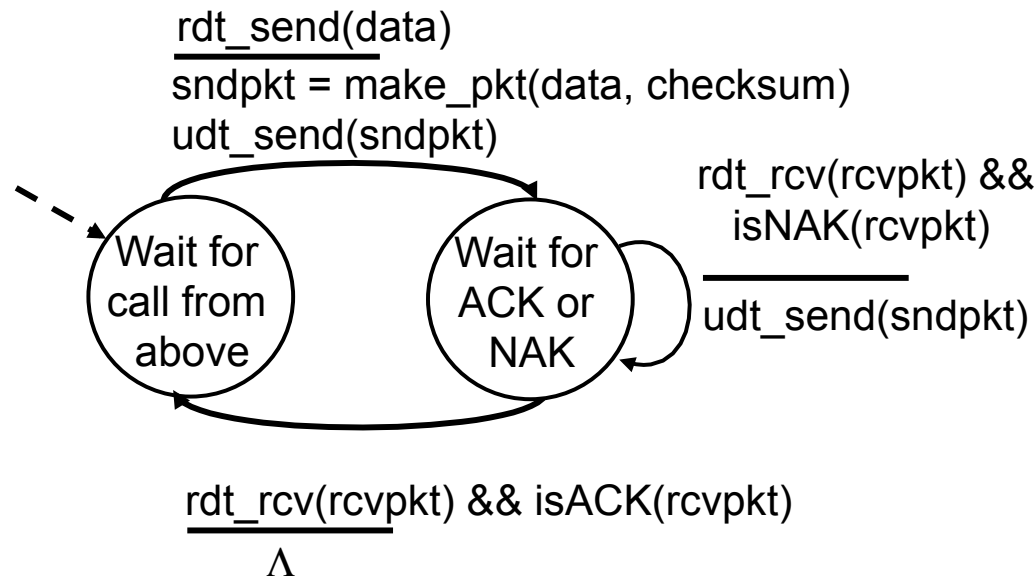 rdt_send(data)
sndpkt = make_pkt(data, checksum)
udt_send(sndpkt)
rdt_rcv(rcvpkt) &&
isNAK(rcvpkt)
udt_send(sndpkt)
Wait for
call from
above
Wait for
ACK or
NAK
rdt_rcv(rcvpkt) && isACK(rcvpkt)
Λ